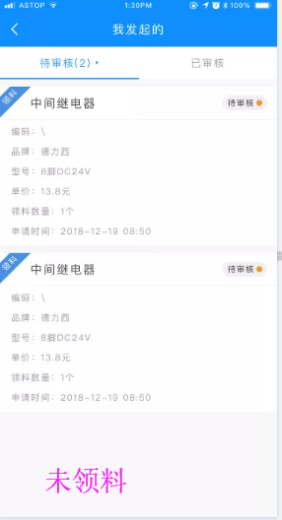 ASTOP 1:30PM 100%
我发起的
待审核(2) 已审核
领料 中间继电器 待审核
编码：\
品牌：德力西
型号：8脚DC24V
单价：13.8元
领料数量：1个
申请时间：2018-12-19 08:50
领料 中间继电器 待审核
编码：\
品牌：德力西
型号：8脚DC24V
单价：13.8元
领料数量：1个
申请时间：2018-12-19 08:50
未领料